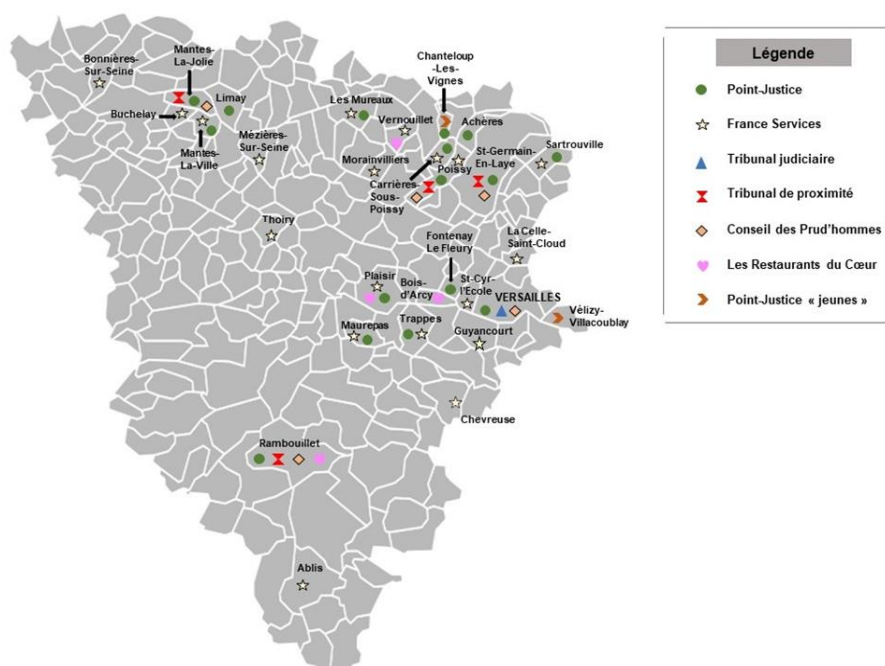 Mantes-
La-Jolie
Bonnières-
Sur-Seine
Limay
Buchelay
Mantes-
La-Ville
Mézières-
Sur-Seine
Les Mureaux
Vernouillet
Chanteloup
-Les-
Vignes
Achères
Morainvilliers
St-Germain-
En-Laye
Sartrouville
Poissy
Carrières-
Sous-
Poissy
Thoiry
Fontenay
Le Fleury
La Celle-
Saint-Cloud
Plaisir
Bois-
d'Arcy
St-Cyr-
l'Ecole
VERSAILLES
Vélizy-
Villacoublay
Maurepas
Trappes
Guyancourt
Chevreuse
Rambouillet
Ablis
Légende
Point-Justice
France Services
Tribunal judiciaire
Tribunal de proximité
Conseil des Prud'hommes
Les Restaurants du Cœur
Point-Justice « jeunes »